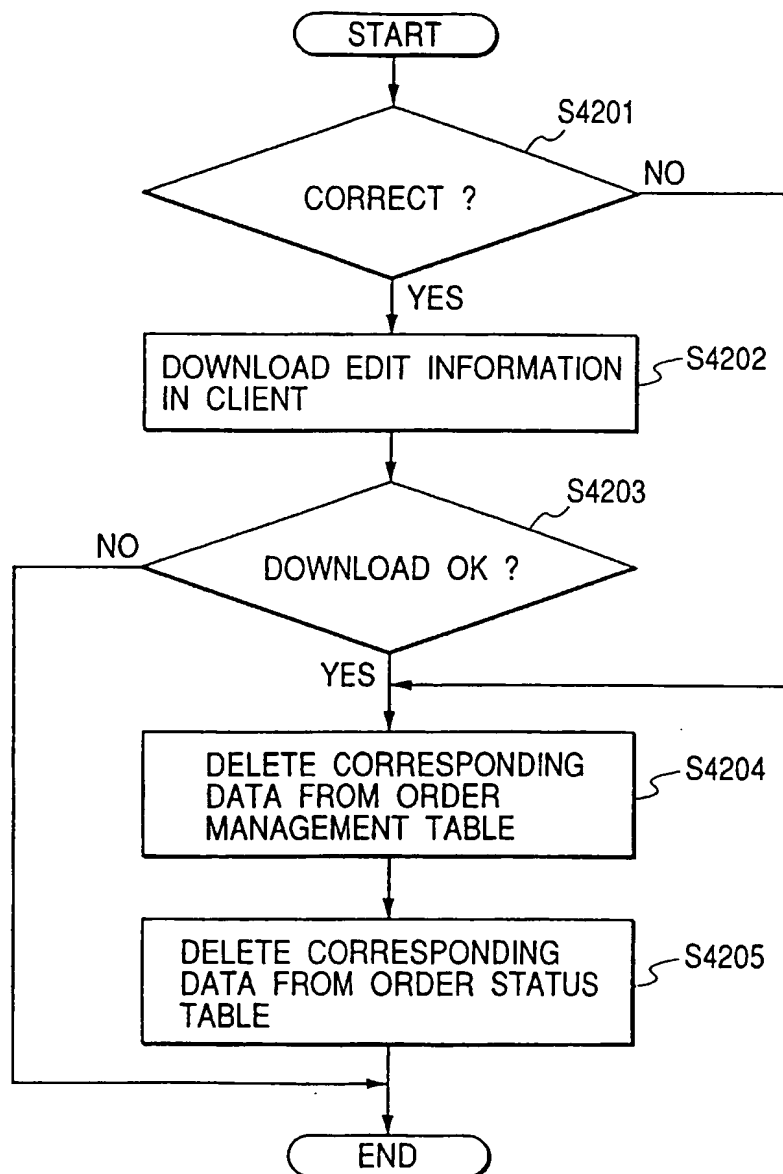 START
S4201
CORRECT ?
NO
YES
DOWNLOAD EDIT INFORMATION
IN CLIENT
S4202
S4203
NO
DOWNLOAD OK ?
YES
DELETE CORRESPONDING
DATA FROM ORDER
MANAGEMENT TABLE
S4204
DELETE CORRESPONDING
DATA FROM ORDER STATUS
TABLE
S4205
END